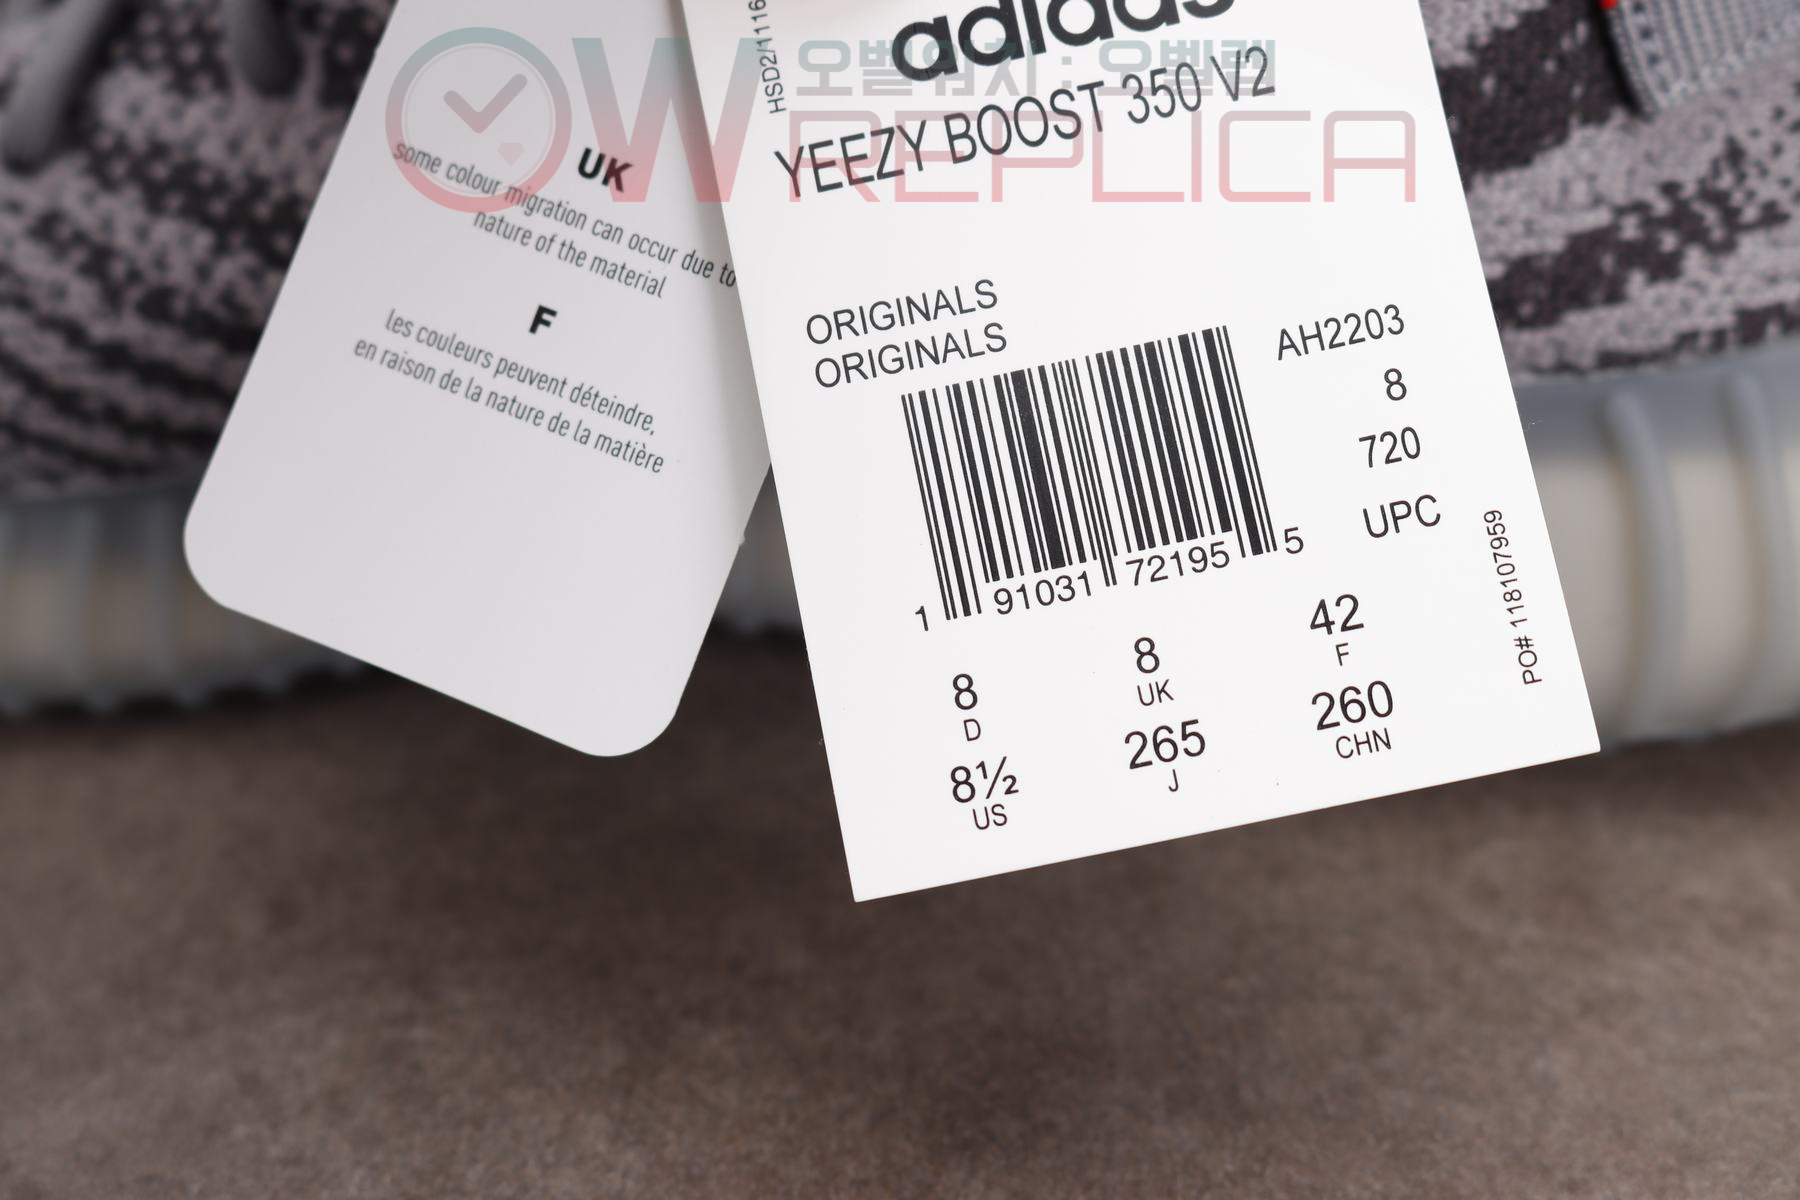 오벨워치 : 오벨렘
OW REPLICA
UK
some colour migration can occur due to
nature of the material
F
les couleurs peuvent déteindre,
en raison de la nature de la matière
adidas
YEEZY BOOST 350 V2
ORIGINALS
ORIGINALS
AH2203
8
720
UPC
1 91031 72195 5
PO# 118107959
8
D
8
UK
42
F
8½
US
265
J
260
CHN